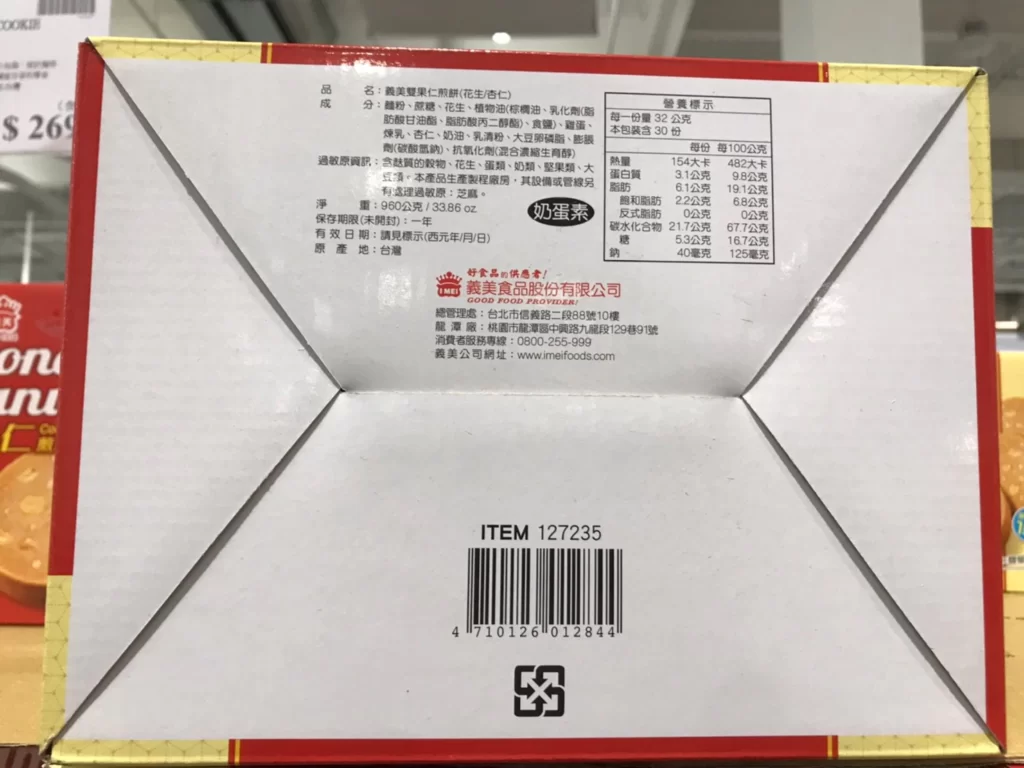 COOKIE
$ 269
品 名：義美雙果仁煎餅(花生/杏仁)
成 分：麵粉、蔗糖、花生、植物油(棕櫚油、乳化劑(脂
肪酸甘油酯、脂肪酸丙二醇酯)、食鹽)、雞蛋、
煉乳、杏仁、奶油、乳清粉、大豆卵磷脂、膨脹
劑(碳酸氫鈉)、抗氧化劑(混合濃縮生育醇)
過敏原資訊：含麩質的穀物、花生、蛋類、奶類、堅果類、大
豆類。本產品生產製程廠房，其設備或管線另
有處理過敏原：芝麻。
淨 重：960公克 / 33.86 oz.
保存期限(未開封)：一年
有效日期：請見標示(西元年/月/日)
原 產 地：台灣
奶蛋素
營養標示
每一份量 32 公克
本包裝含 30 份
每份 每100公克
熱量 154大卡 482大卡
蛋白質 3.1公克 9.8公克
脂肪 6.1公克 19.1公克
飽和脂肪 2.2公克 6.8公克
反式脂肪 0公克 0公克
碳水化合物 21.7公克 67.7公克
糖 5.3公克 16.7公克
鈉 40毫克 125毫克
好食品的供應者!
I MEI 義美食品股份有限公司
GOOD FOOD PROVIDER!
總管理處：台北市信義路二段88號10樓
龍 潭 廠：桃園市龍潭區中興路九龍段129巷91號
消費者服務專線：0800-255-999
義美公司網址：www.imeifoods.com
ITEM 127235
4 710126 012844
仁